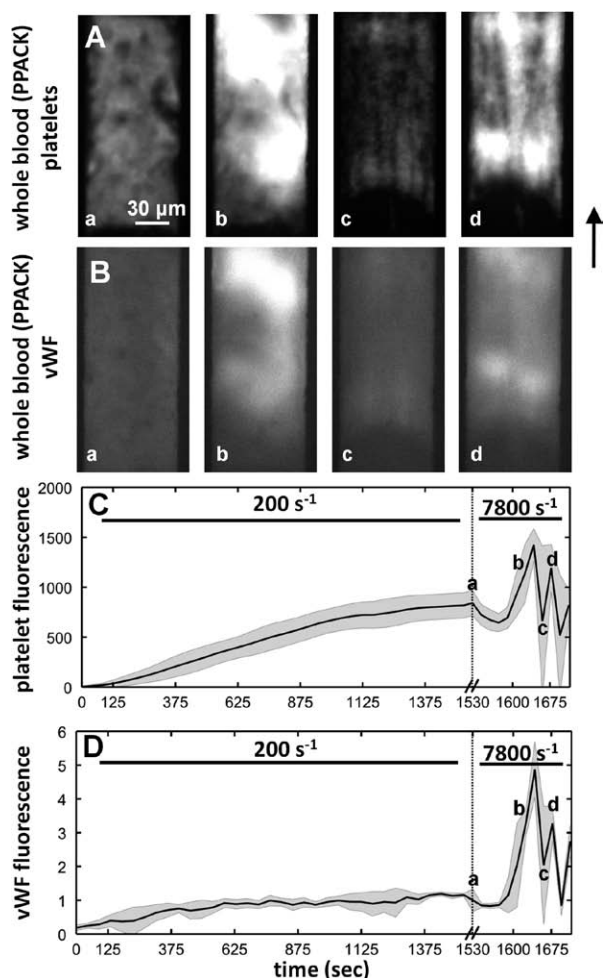 whole blood (PPACK)
platelets
A
a
30 µm
b
c
d
whole blood (PPACK)
vWF
B
a
b
c
d
C
200 s⁻¹
7800 s⁻¹
platelet fluorescence
2000
1500
1000
500
0
a
b
c
d
0 125 375 625 875 1125 1375 1530 1600 1675
D
200 s⁻¹
7800 s⁻¹
vWF fluorescence
6
5
4
3
2
1
0
a
b
c
d
0 125 375 625 875 1125 1375 1530 1600 1675
time (sec)